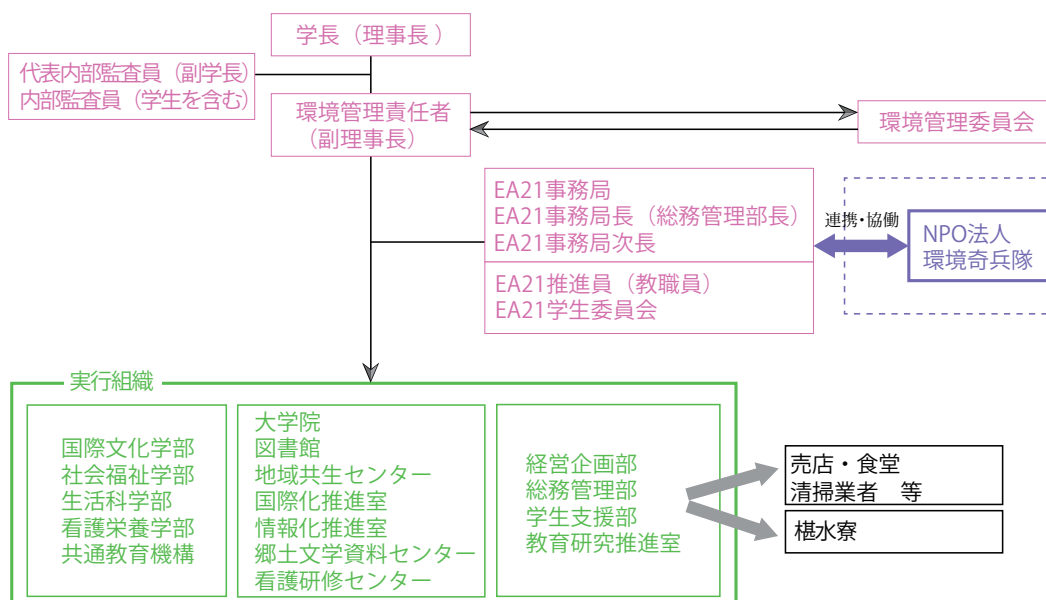 学長（理事長 ）
代表内部監査員（副学長）
内部監査員（学生を含む）
環境管理責任者
（副理事長）
環境管理委員会
EA21事務局
EA21事務局長（総務管理部長）
EA21事務局次長
EA21推進員（教職員）
EA21学生委員会
連携・協働
NPO法人
環境奇兵隊
実行組織
国際文化学部
社会福祉学部
生活科学部
看護栄養学部
共通教育機構
大学院
図書館
地域共生センター
国際化推進室
情報化推進室
郷土文学資料センター
看護研修センター
経営企画部
総務管理部
学生支援部
教育研究推進室
売店・食堂
清掃業者　等
椹水寮